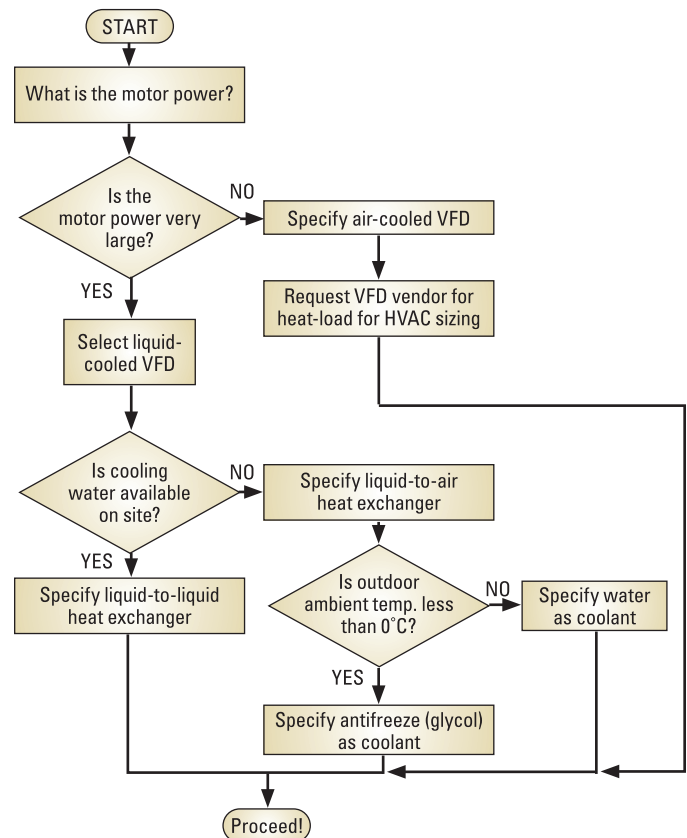 START
What is the motor power?
Is the
motor power very
large?
NO
Specify air-cooled VFD
Request VFD vendor for
heat-load for HVAC sizing
YES
Select liquid-
cooled VFD
Is cooling
water available
on site?
NO
Specify liquid-to-air
heat exchanger
YES
Specify liquid-to-liquid
heat exchanger
Is outdoor
ambient temp. less
than 0°C?
NO
Specify water
as coolant
YES
Specify antifreeze (glycol)
as coolant
Proceed!